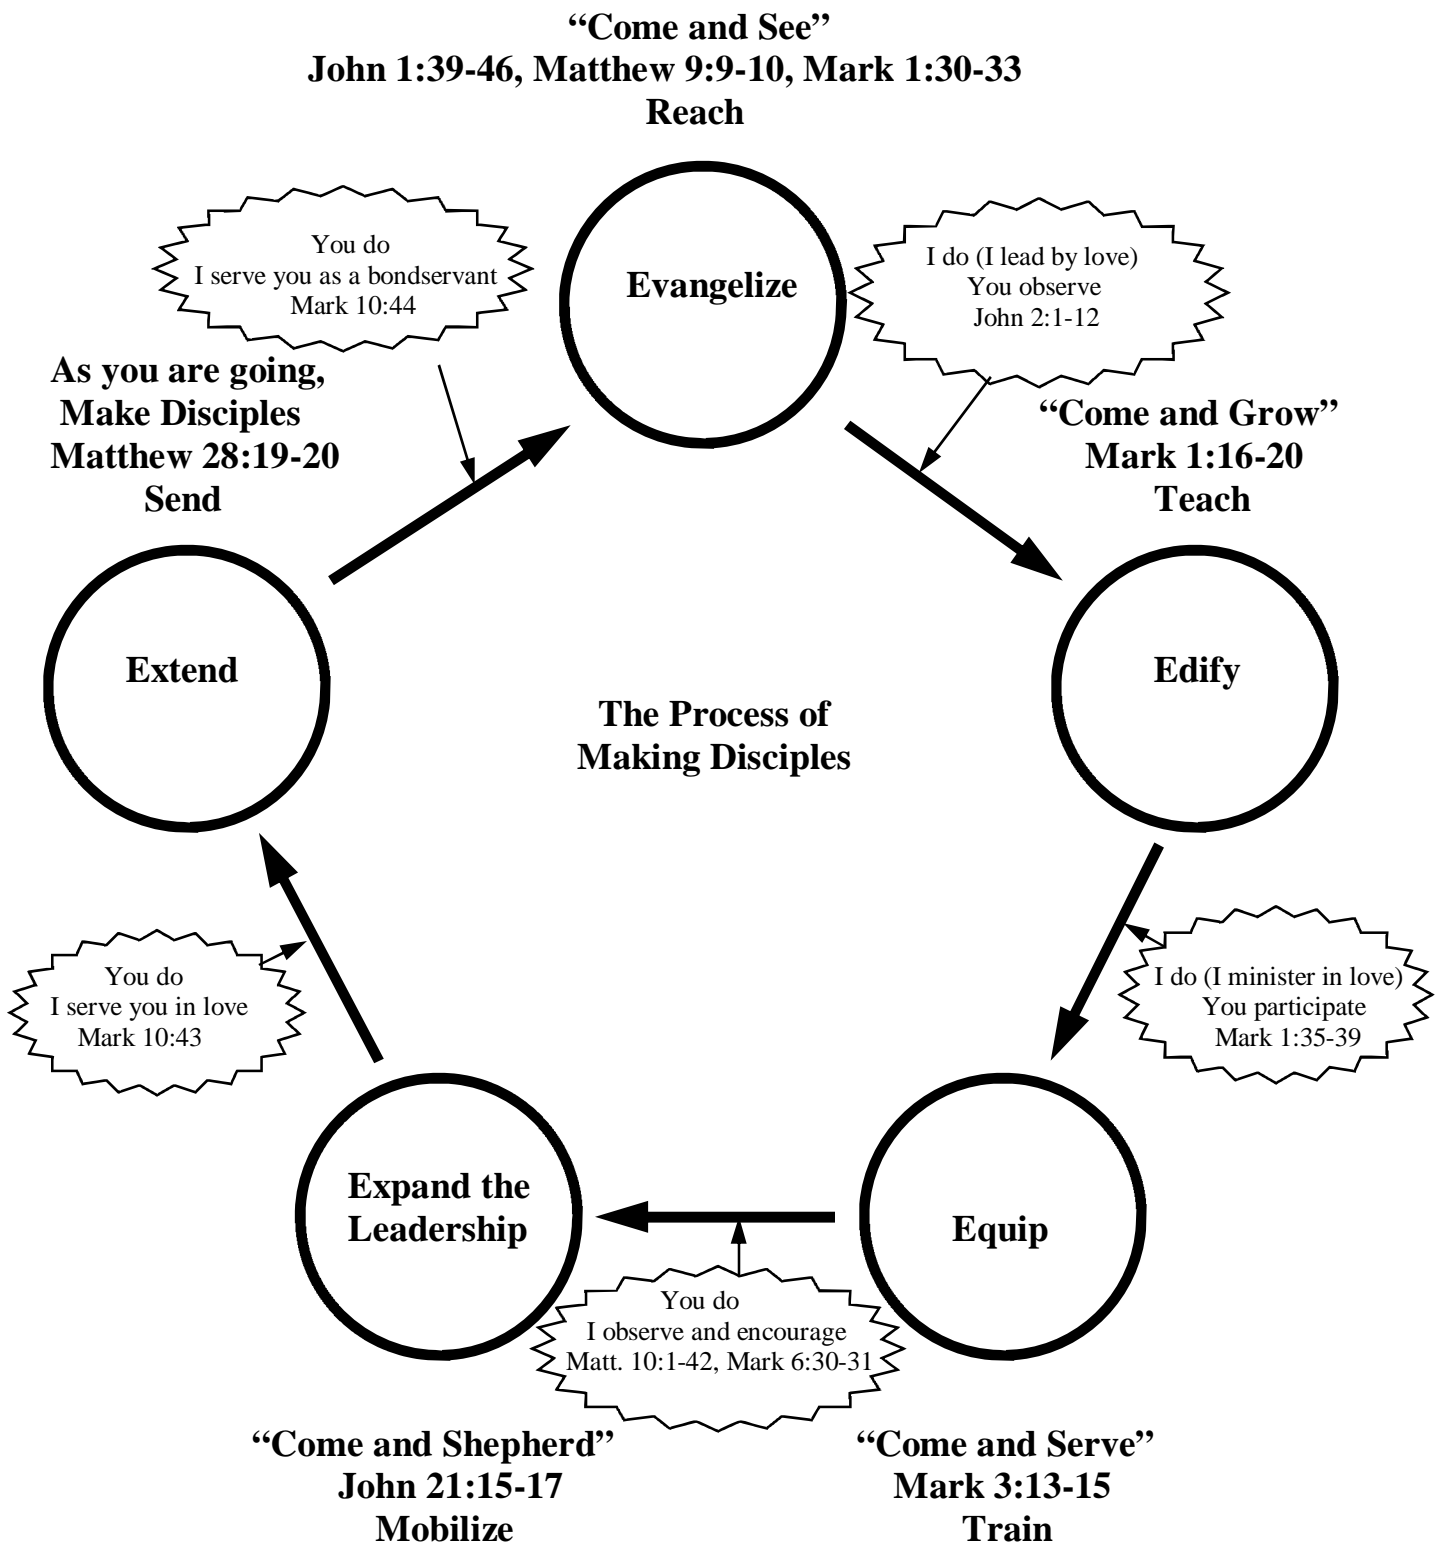 “Come and See”
John 1:39-46, Matthew 9:9-10, Mark 1:30-33
Reach
Evangelize
I do (I lead by love)
You observe
John 2:1-12
“Come and Grow”
Mark 1:16-20
Teach
Edify
I do (I minister in love)
You participate
Mark 1:35-39
Equip
“Come and Serve”
Mark 3:13-15
Train
You do
I observe and encourage
Matt. 10:1-42, Mark 6:30-31
Expand the
Leadership
“Come and Shepherd”
John 21:15-17
Mobilize
You do
I serve you in love
Mark 10:43
Extend
As you are going,
Make Disciples
Matthew 28:19-20
Send
You do
I serve you as a bondservant
Mark 10:44
The Process of
Making Disciples